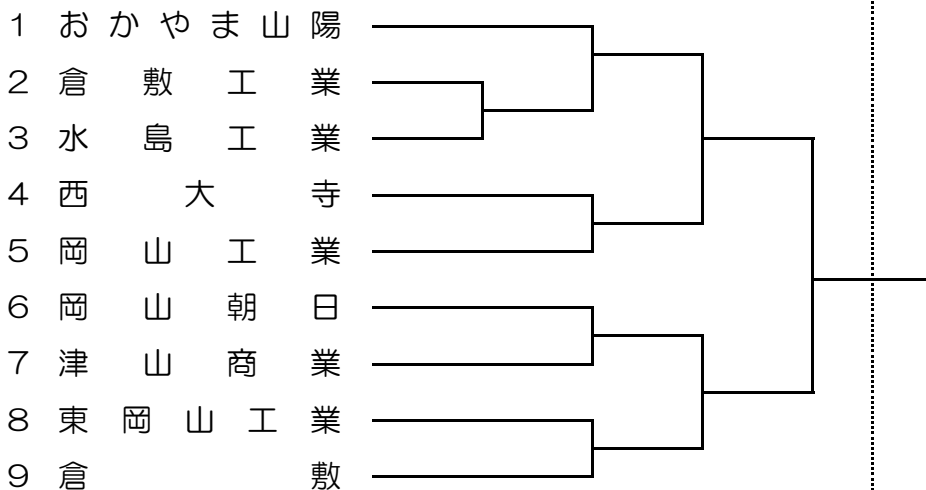 1 おかやま山陽
2 倉敷工業
3 水島工業
4 西大寺
5 岡山工業
6 岡山朝日
7 津山商業
8 東岡山工業
9 倉敷